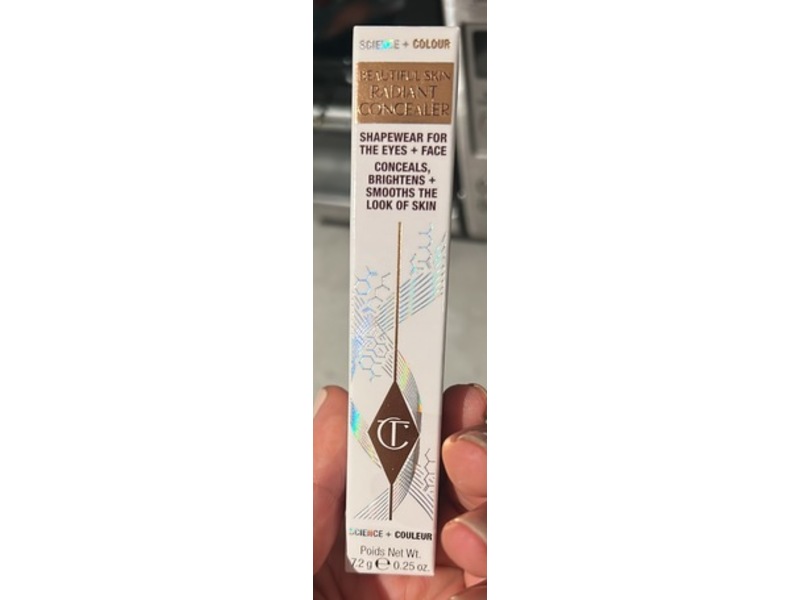 SCIENCE + COLOUR
BEAUTIFUL SKIN
RADIANT
CONCEALER
SHAPEWEAR FOR
THE EYES + FACE
CONCEALS,
BRIGHTENS +
SMOOTHS THE
LOOK OF SKIN
CT
SCIENCE + COULEUR
Poids Net Wt.
7.2 g ℮ 0.25 oz.